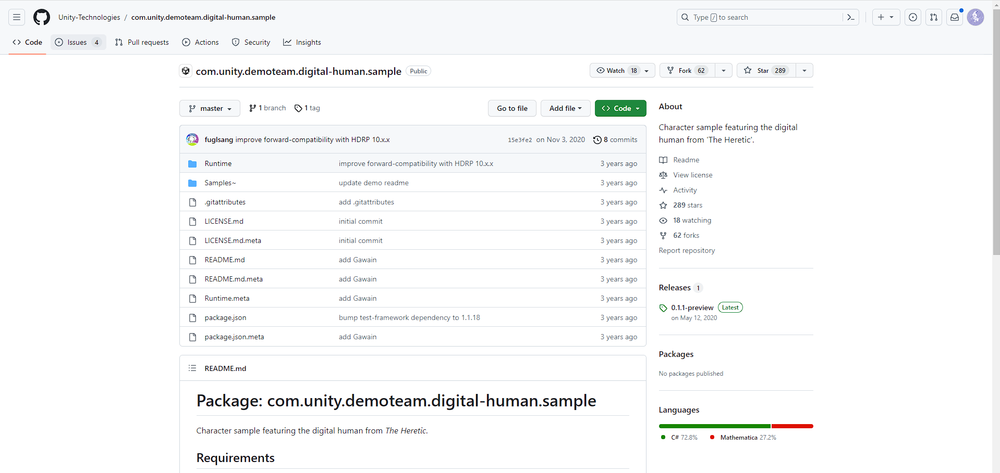 Unity-Technologies / com.unity.demoteam.digital-human.sample
Type / to search
Code
Issues 4
Pull requests
Actions
Security
Insights
com.unity.demoteam.digital-human.sample Public
Watch 18
Fork 62
Star 289
master
1 branch
1 tag
Go to file
Add file
Code
fuglsang improve forward-compatibility with HDRP 10.x.x 15e3fe2 on Nov 3, 2020 8 commits
Runtime improve forward-compatibility with HDRP 10.x.x 3 years ago
Samples~ update demo readme 3 years ago
.gitattributes add .gitattributes 3 years ago
LICENSE.md initial commit 3 years ago
LICENSE.md.meta initial commit 3 years ago
README.md add Gawain 3 years ago
README.md.meta add Gawain 3 years ago
Runtime.meta add Gawain 3 years ago
package.json bump test-framework dependency to 1.1.18 3 years ago
package.json.meta add Gawain 3 years ago
README.md
Package: com.unity.demoteam.digital-human.sample
Character sample featuring the digital human from The Heretic.
Requirements
About
Character sample featuring the digital
human from 'The Heretic'.
Readme
View license
Activity
289 stars
18 watching
62 forks
Report repository
Releases 1
0.1.1-preview Latest
on May 12, 2020
Packages
No packages published
Languages
C# 72.8% Mathematica 27.2%